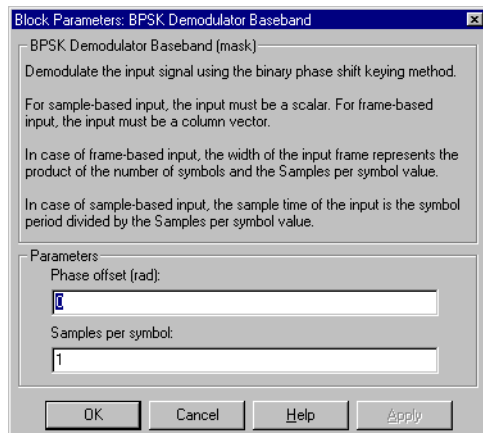 Block Parameters: BPSK Demodulator Baseband
BPSK Demodulator Baseband (mask)
Demodulate the input signal using the binary phase shift keying method.
For sample-based input, the input must be a scalar. For frame-based
input, the input must be a column vector.
In case of frame-based input, the width of the input frame represents the
product of the number of symbols and the Samples per symbol value.
In case of sample-based input, the sample time of the input is the symbol
period divided by the Samples per symbol value.
Parameters
Phase offset (rad):
0
Samples per symbol:
1
OK Cancel Help Apply